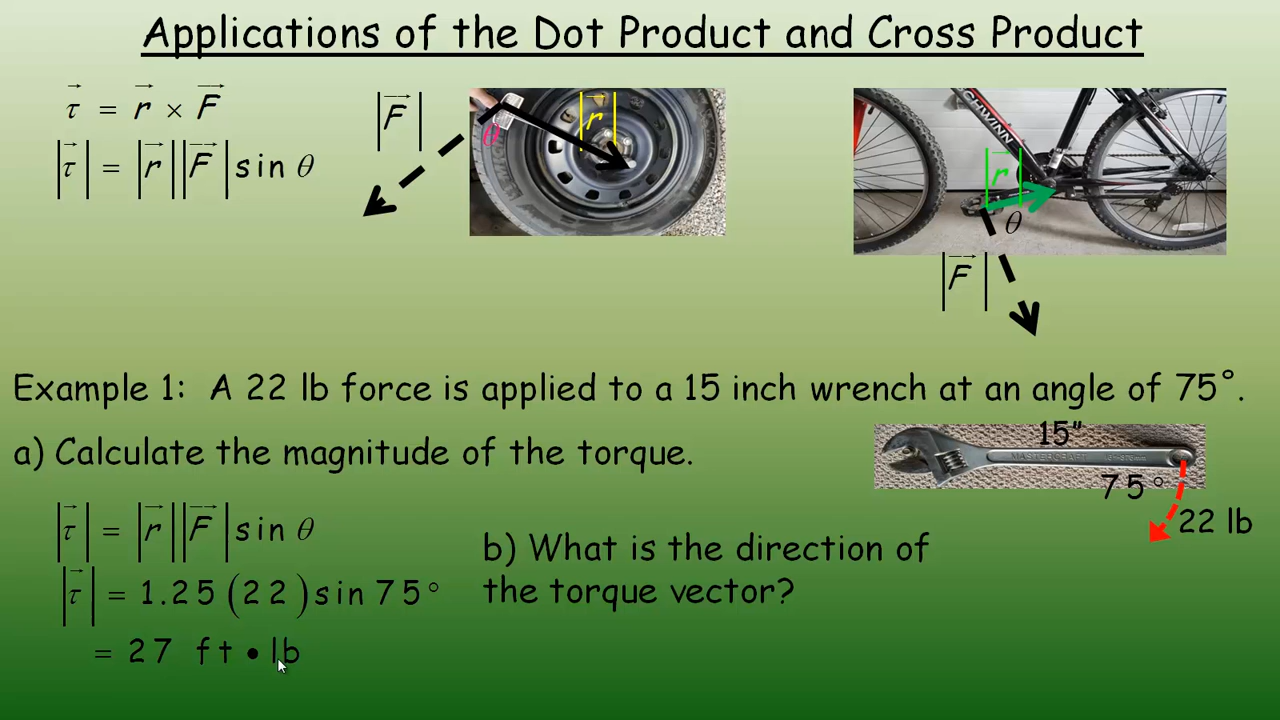 Applications of the Dot Product and Cross Product
τ⃗ = r⃗ × F⃗
|τ⃗| = |r⃗||F⃗| sin θ
|F⃗|
θ
|r⃗|
SCHWINN
|r⃗|
θ
|F⃗|
Example 1: A 22 lb force is applied to a 15 inch wrench at an angle of 75°.
a) Calculate the magnitude of the torque.
15"
75°
22 lb
|τ⃗| = |r⃗||F⃗| sin θ
|τ⃗| = 1.25(22) sin 75°
= 27 ft • lb
b) What is the direction of
the torque vector?